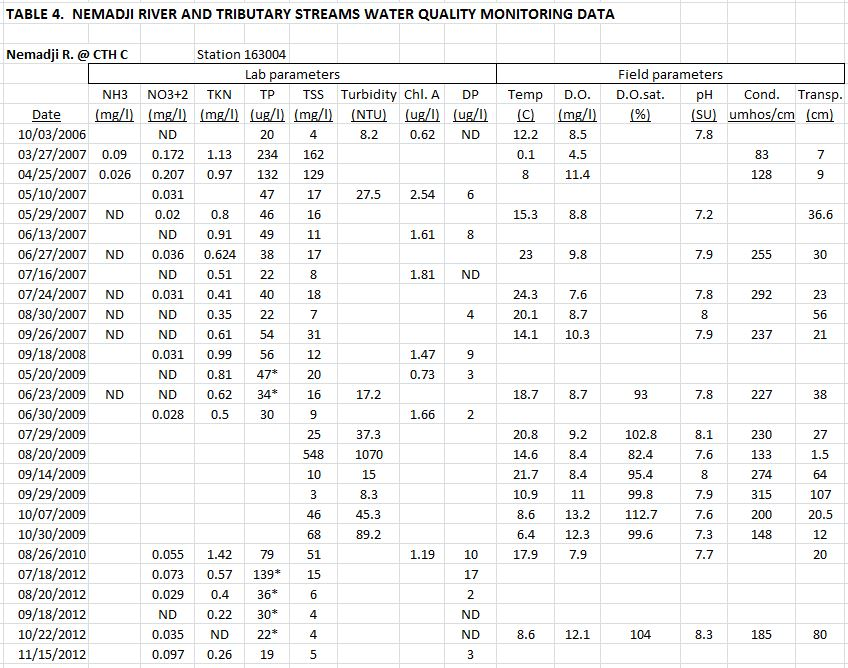 TABLE 4. NEMADJI RIVER AND TRIBUTARY STREAMS WATER QUALITY MONITORING DATA
Nemadji R. @ CTH C Station 163004
Lab parameters Field parameters
NH3 NO3+2 TKN TP TSS Turbidity Chl. A DP Temp D.O. D.O.sat. pH Cond. Transp.
Date (mg/l) (mg/l) (mg/l) (ug/l) (mg/l) (NTU) (ug/l) (ug/l) (C) (mg/l) (%) (SU) umhos/cm (cm)
10/03/2006 ND 20 4 8.2 0.62 ND 12.2 8.5 7.8
03/27/2007 0.09 0.172 1.13 234 162 0.1 4.5 83 7
04/25/2007 0.026 0.207 0.97 132 129 8 11.4 128 9
05/10/2007 0.031 47 17 27.5 2.54 6
05/29/2007 ND 0.02 0.8 46 16 15.3 8.8 7.2 36.6
06/13/2007 ND 0.91 49 11 1.61 8
06/27/2007 ND 0.036 0.624 38 17 23 9.8 7.9 255 30
07/16/2007 ND 0.51 22 8 1.81 ND
07/24/2007 ND 0.031 0.41 40 18 24.3 7.6 7.8 292 23
08/30/2007 ND ND 0.35 22 7 4 20.1 8.7 8 56
09/26/2007 ND ND 0.61 54 31 14.1 10.3 7.9 237 21
09/18/2008 0.031 0.99 56 12 1.47 9
05/20/2009 ND 0.81 47* 20 0.73 3
06/23/2009 ND ND 0.62 34* 16 17.2 18.7 8.7 93 7.8 227 38
06/30/2009 0.028 0.5 30 9 1.66 2
07/29/2009 25 37.3 20.8 9.2 102.8 8.1 230 27
08/20/2009 548 1070 14.6 8.4 82.4 7.6 133 1.5
09/14/2009 10 15 21.7 8.4 95.4 8 274 64
09/29/2009 3 8.3 10.9 11 99.8 7.9 315 107
10/07/2009 46 45.3 8.6 13.2 112.7 7.6 200 20.5
10/30/2009 68 89.2 6.4 12.3 99.6 7.3 148 12
08/26/2010 0.055 1.42 79 51 1.19 10 17.9 7.9 7.7 20
07/18/2012 0.073 0.57 139* 15 17
08/20/2012 0.029 0.4 36* 6 2
09/18/2012 ND 0.22 30* 4 ND
10/22/2012 0.035 ND 22* 4 ND 8.6 12.1 104 8.3 185 80
11/15/2012 0.097 0.26 19 5 3